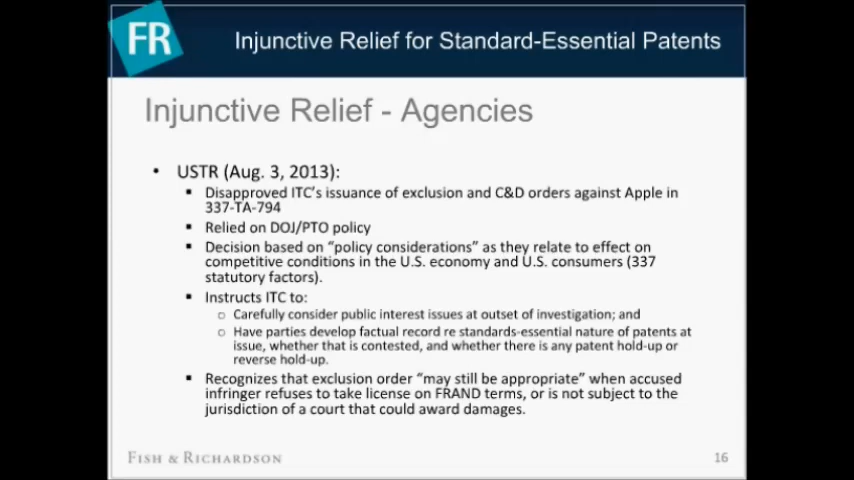 FR
Injunctive Relief for Standard-Essential Patents
Injunctive Relief - Agencies
• USTR (Aug. 3, 2013):
▪ Disapproved ITC's issuance of exclusion and C&D orders against Apple in
337-TA-794
▪ Relied on DOJ/PTO policy
▪ Decision based on "policy considerations" as they relate to effect on
competitive conditions in the U.S. economy and U.S. consumers (337
statutory factors).
▪ Instructs ITC to:
o Carefully consider public interest issues at outset of investigation; and
o Have parties develop factual record re standards-essential nature of patents at
issue, whether that is contested, and whether there is any patent hold-up or
reverse hold-up.
▪ Recognizes that exclusion order "may still be appropriate" when accused
infringer refuses to take license on FRAND terms, or is not subject to the
jurisdiction of a court that could award damages.
FISH & RICHARDSON
16